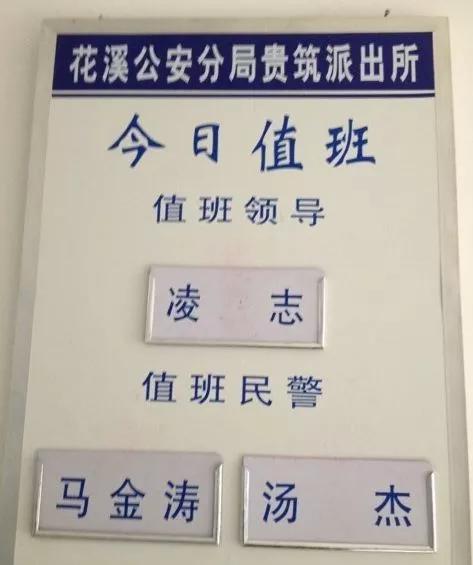 花溪公安分局贵筑派出所
今日值班
值班领导
凌 志
值班民警
马金涛 汤 杰